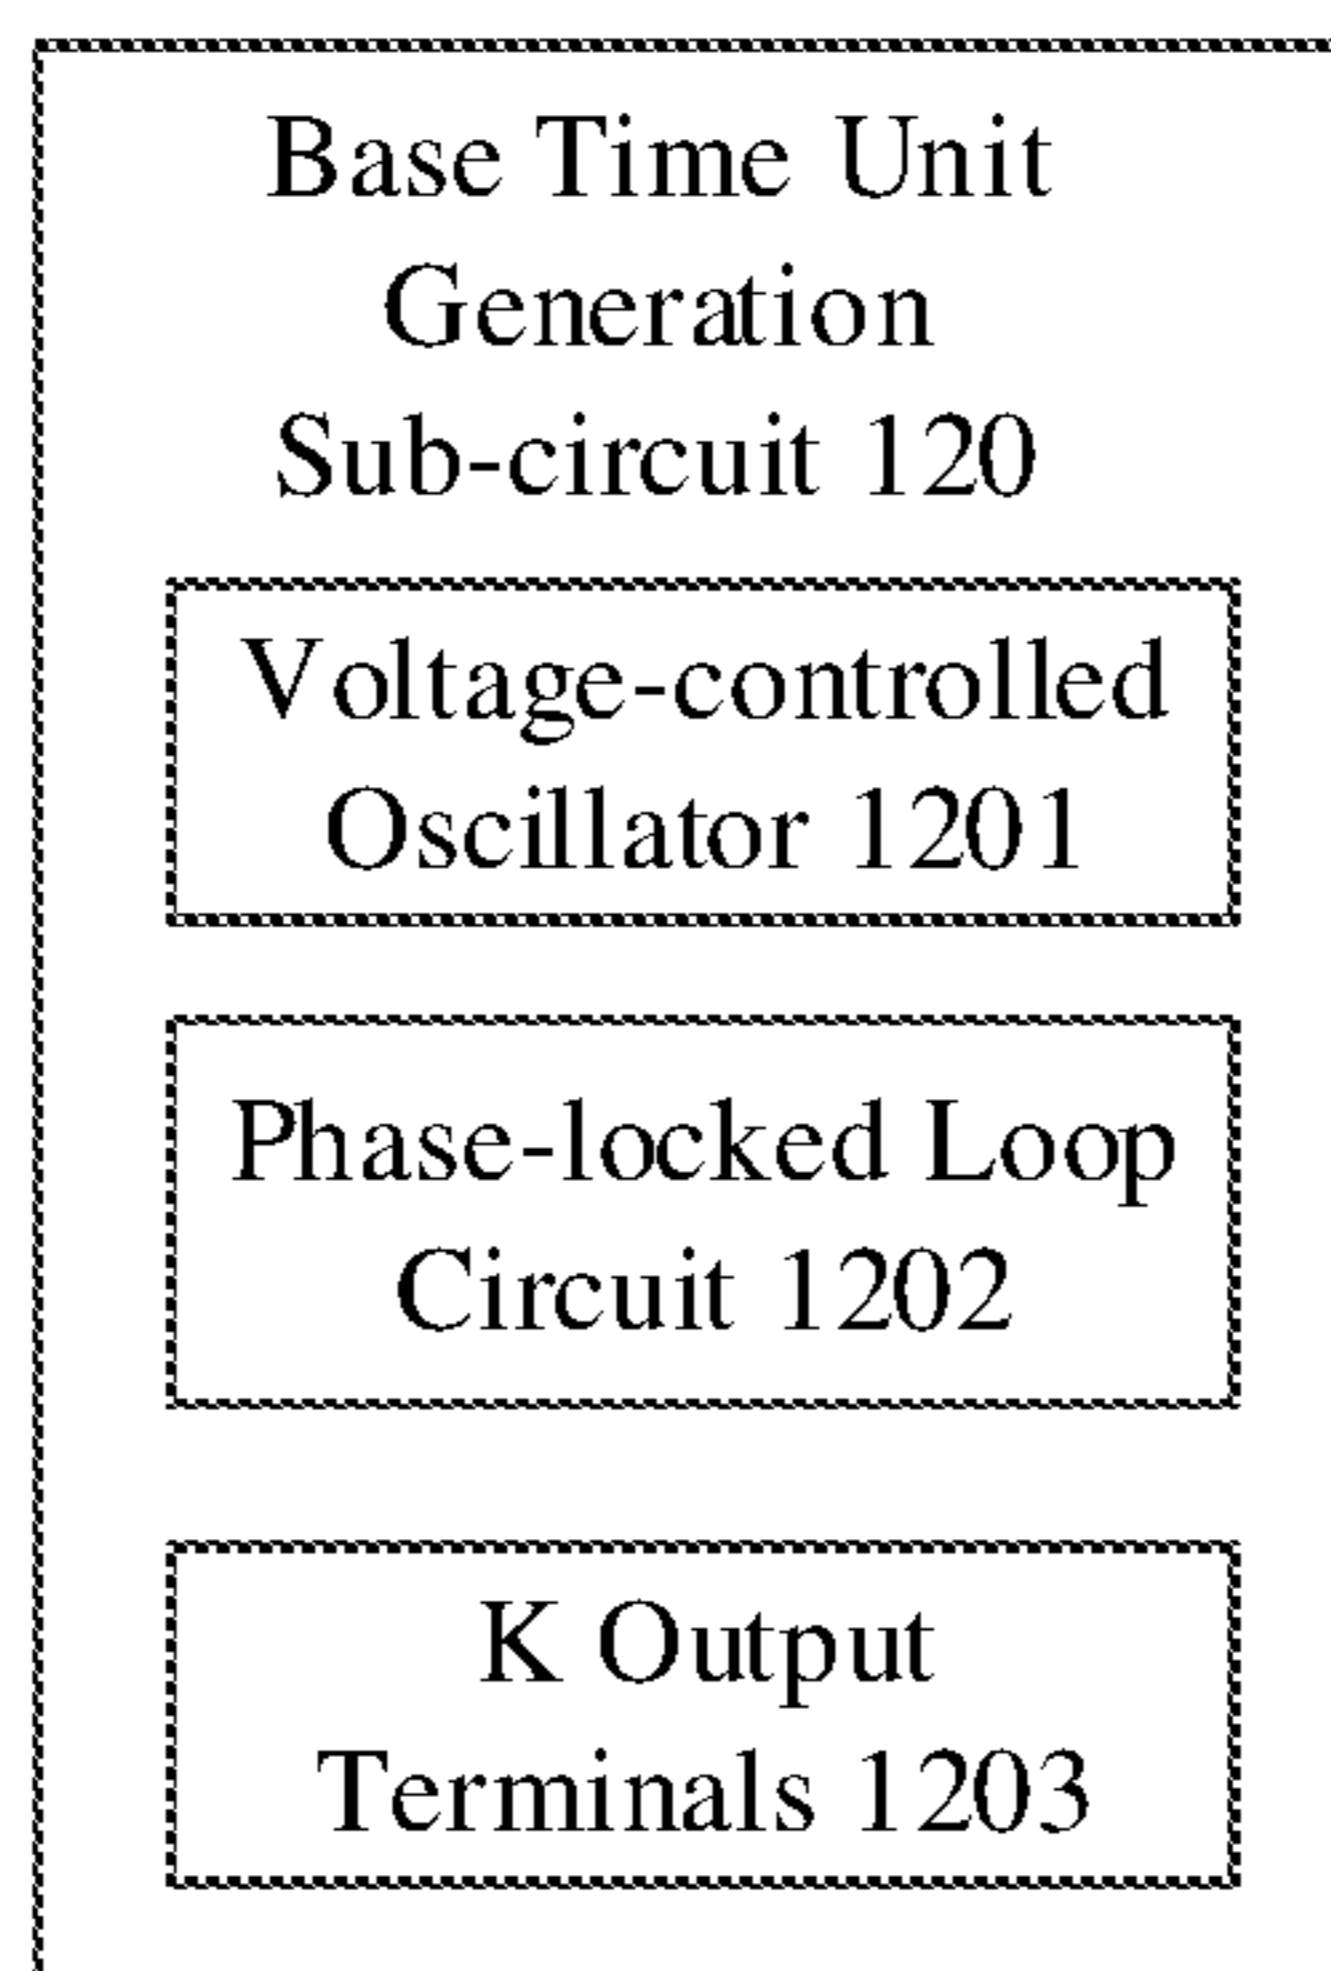 Base Time Unit
Generation
Sub-circuit 120
Voltage-controlled
Oscillator 1201
Phase-locked Loop
Circuit 1202
K Output
Terminals 1203